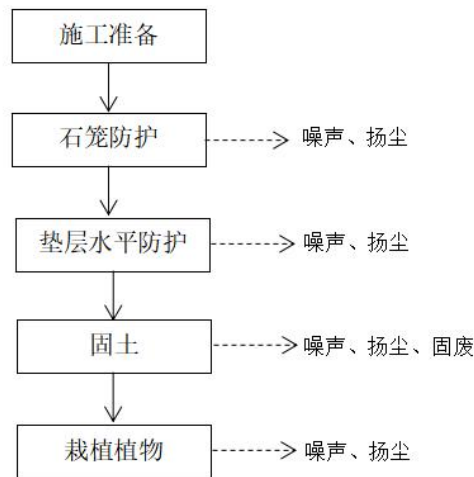 施工准备
石笼防护
噪声、扬尘
垫层水平防护
噪声、扬尘
固土
噪声、扬尘、固废
栽植植物
噪声、扬尘